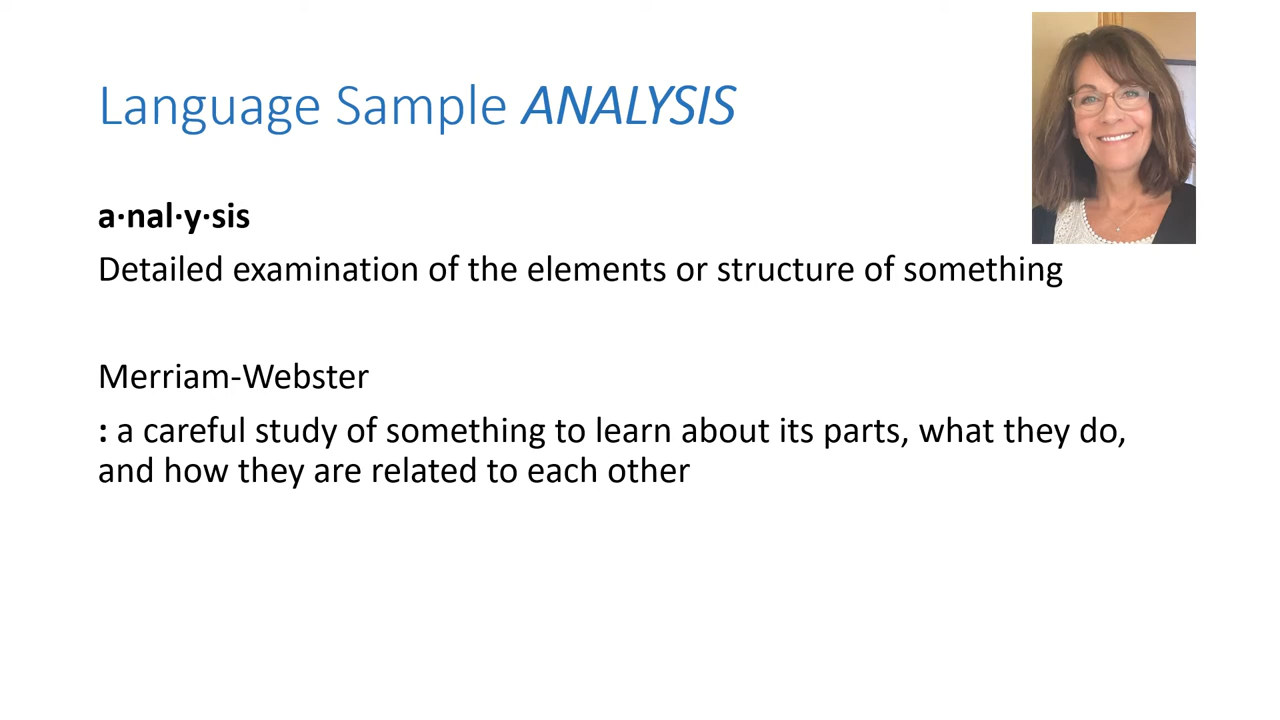 Language Sample ANALYSIS
a·nal·y·sis
Detailed examination of the elements or structure of something
Merriam-Webster
: a careful study of something to learn about its parts, what they do,
and how they are related to each other